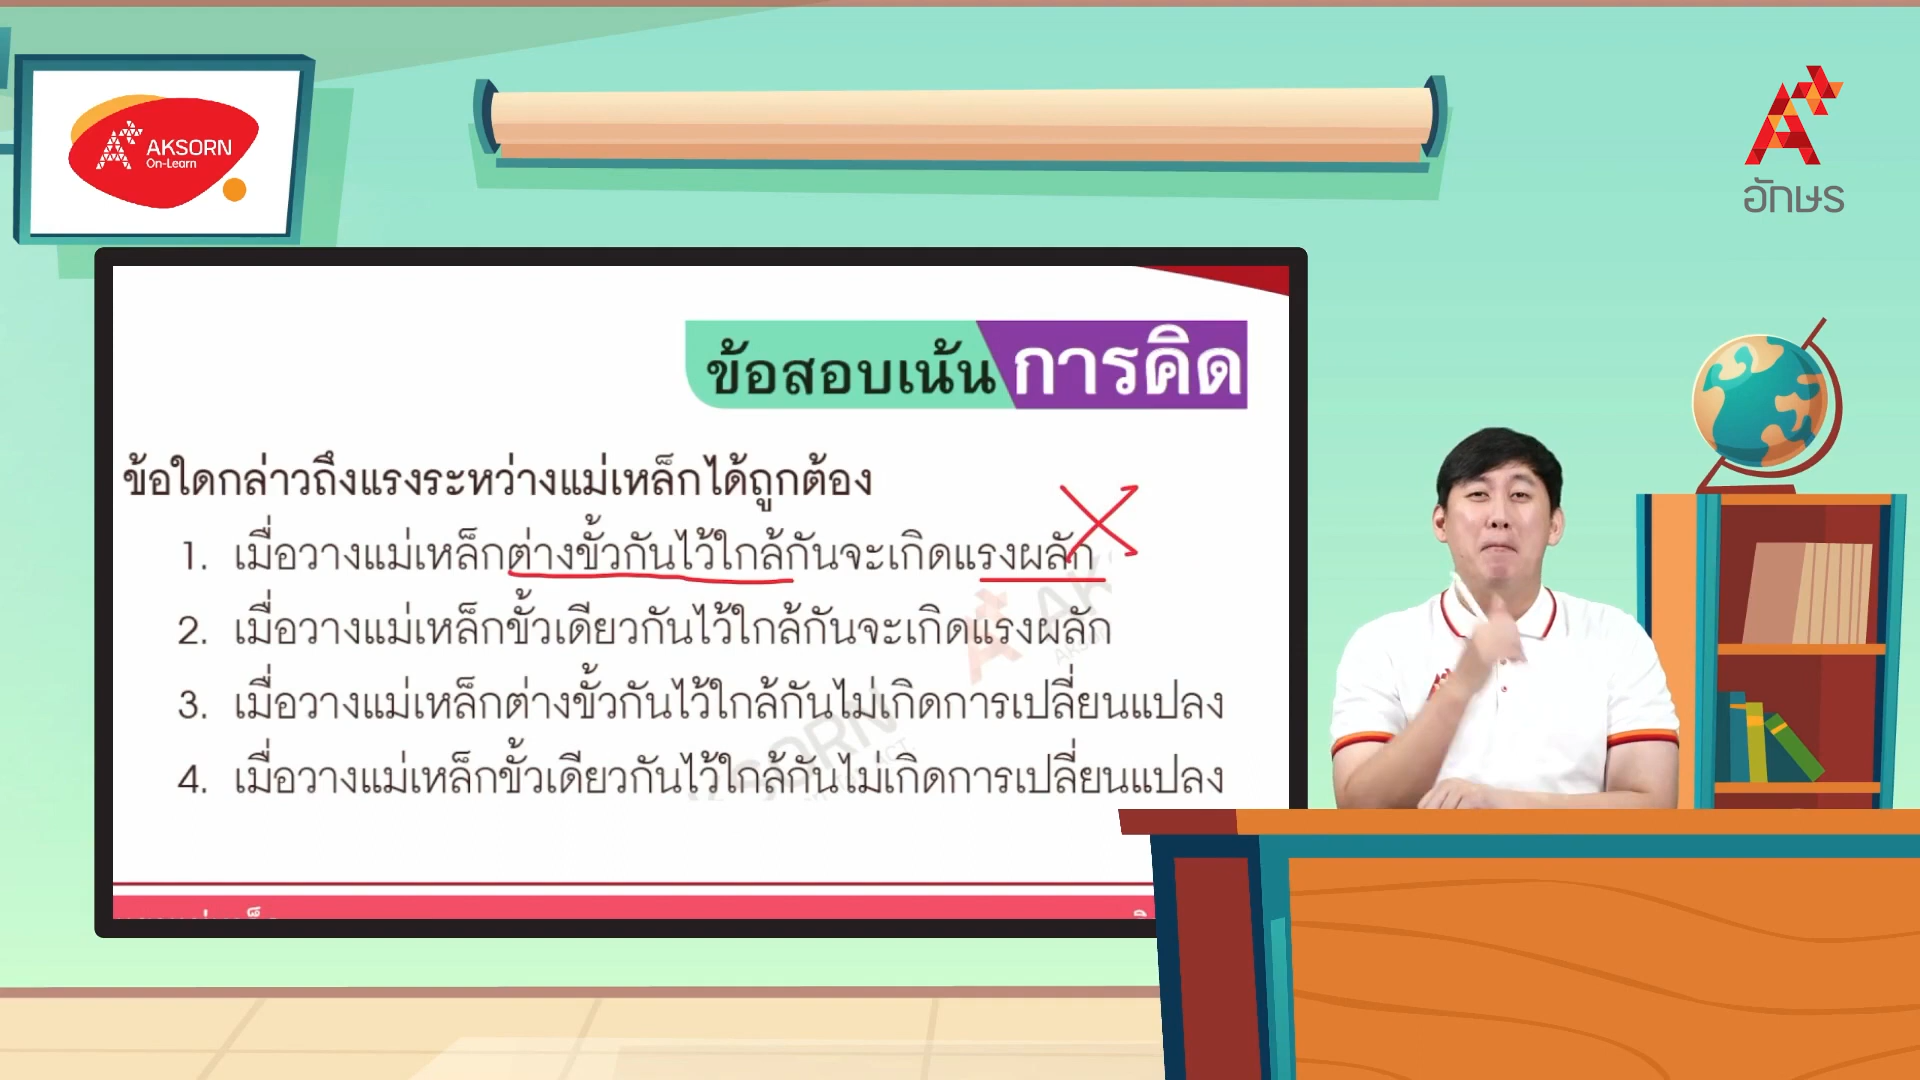 AKSORN
On-Learn
อักษร
ข้อสอบเน้นการคิด
ข้อใดกล่าวถึงแรงระหว่างแม่เหล็กได้ถูกต้อง
1. เมื่อวางแม่เหล็กต่างขั้วกันไว้ใกล้กันจะเกิดแรงผลัก
2. เมื่อวางแม่เหล็กขั้วเดียวกันไว้ใกล้กันจะเกิดแรงผลัก
3. เมื่อวางแม่เหล็กต่างขั้วกันไว้ใกล้กันไม่เกิดการเปลี่ยนแปลง
4. เมื่อวางแม่เหล็กขั้วเดียวกันไว้ใกล้กันไม่เกิดการเปลี่ยนแปลง